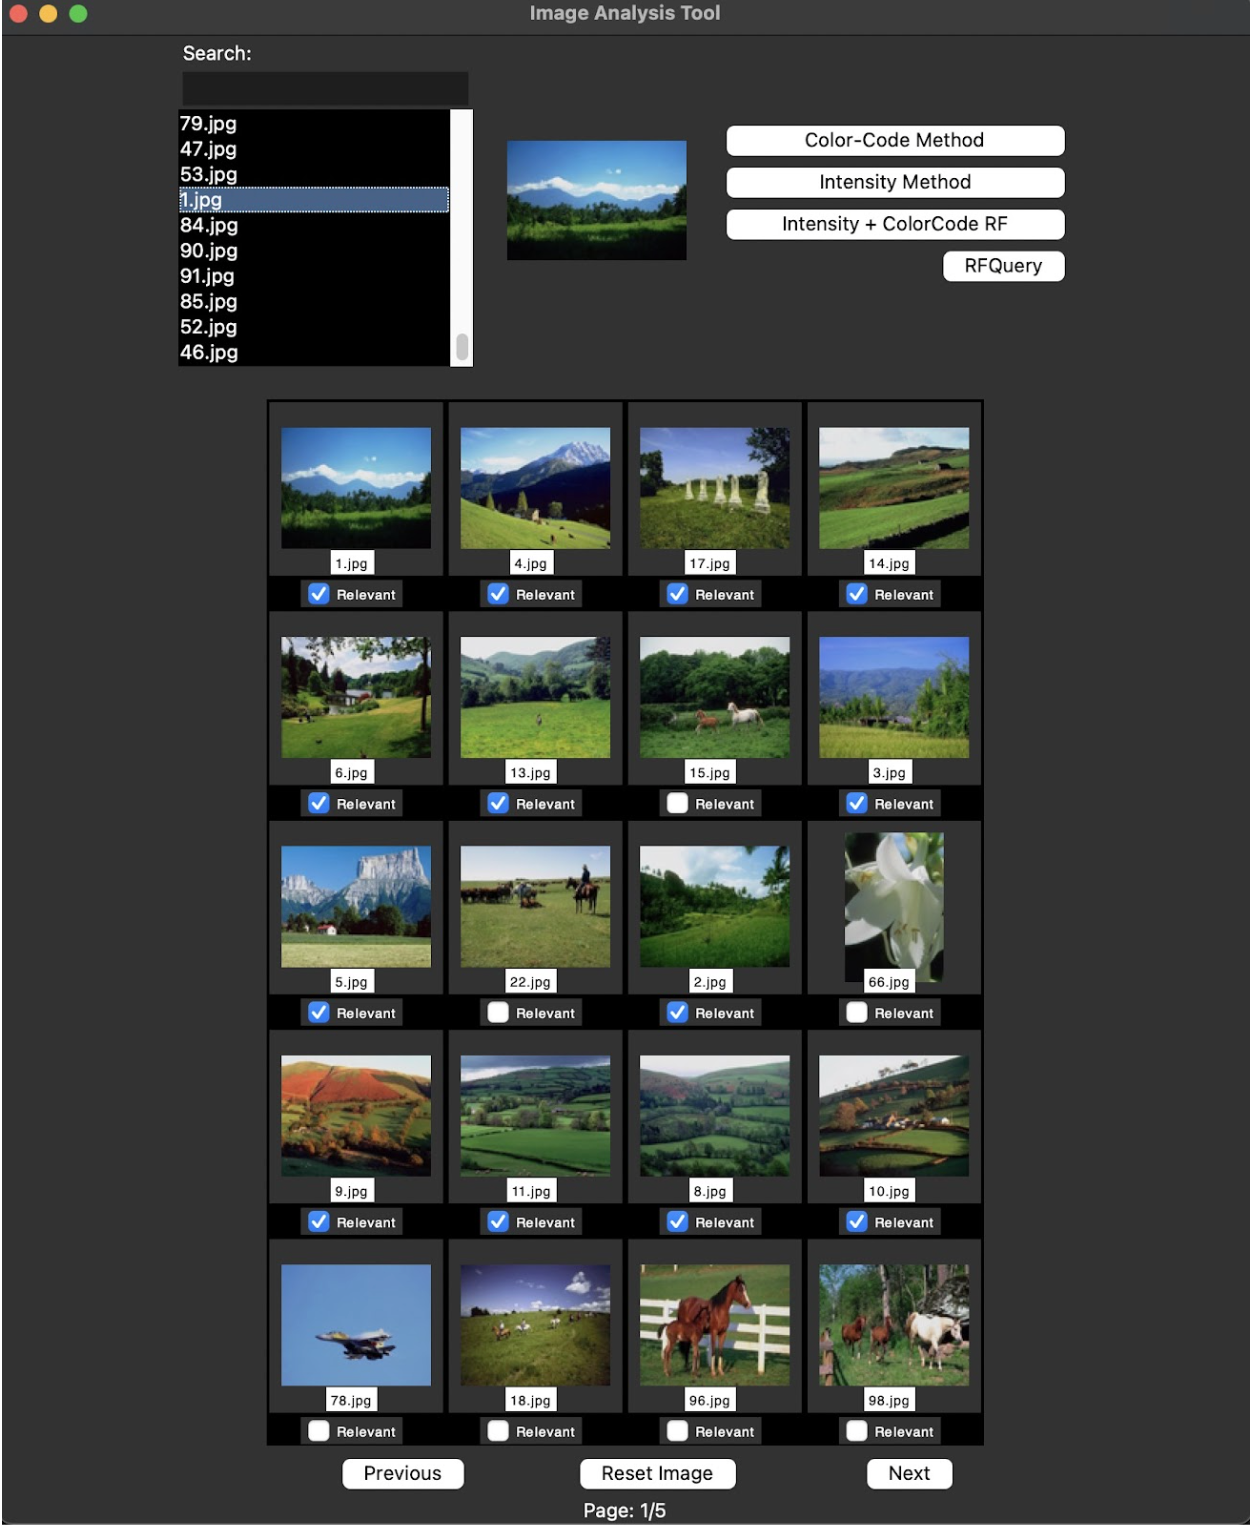 Image Analysis Tool
Search:
79.jpg
47.jpg
53.jpg
1.jpg
84.jpg
90.jpg
91.jpg
85.jpg
52.jpg
46.jpg
Color-Code Method
Intensity Method
Intensity + ColorCode RF
RFQuery
1.jpg 4.jpg 17.jpg 14.jpg
Relevant Relevant Relevant Relevant
6.jpg 13.jpg 15.jpg 3.jpg
Relevant Relevant Relevant Relevant
5.jpg 22.jpg 2.jpg 66.jpg
Relevant Relevant Relevant Relevant
9.jpg 11.jpg 8.jpg 10.jpg
Relevant Relevant Relevant Relevant
78.jpg 18.jpg 96.jpg 98.jpg
Relevant Relevant Relevant Relevant
Previous Reset Image Next
Page: 1/5